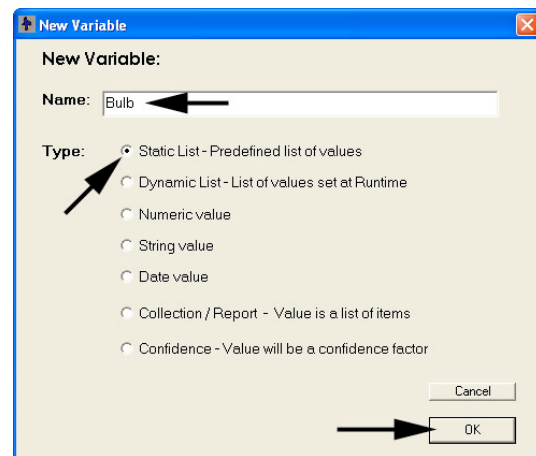 New Variable
New Variable:
Name: Bulb
Type: Static List - Predefined list of values
Dynamic List - List of values set at Runtime
Numeric value
String value
Date value
Collection / Report - Value is a list of items
Confidence - Value will be a confidence factor
Cancel
OK